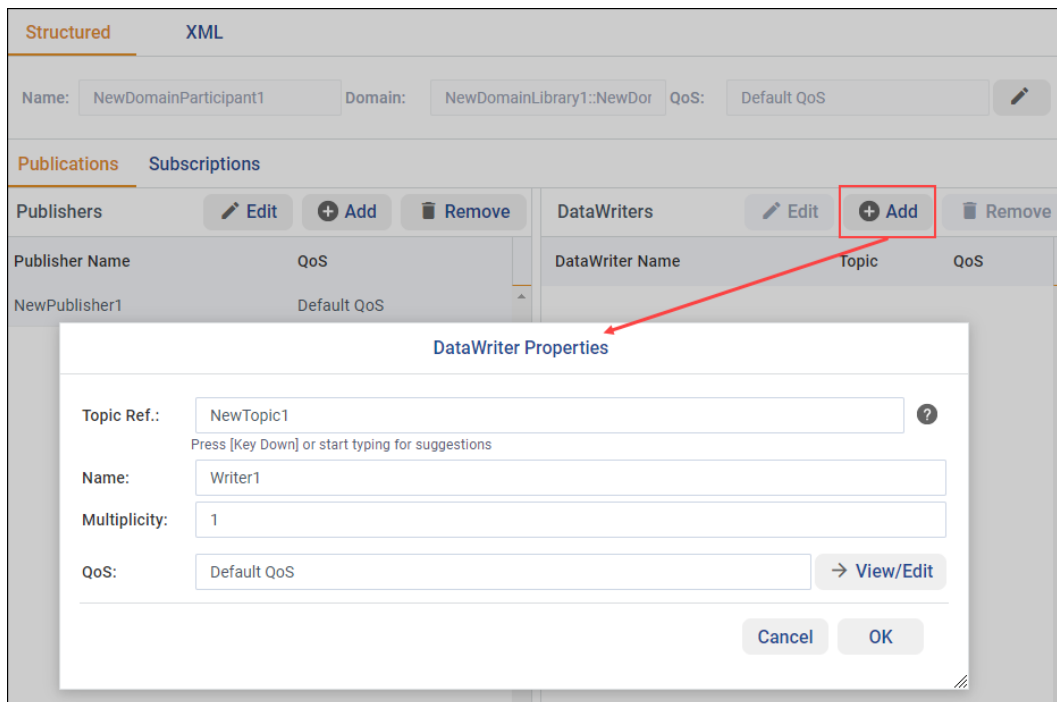 Structured XML
Name: NewDomainParticipant1 Domain: NewDomainLibrary1::NewDor QoS: Default QoS
Publications Subscriptions
Publishers Edit Add Remove DataWriters Edit Add Remove
Publisher Name QoS DataWriter Name Topic QoS
NewPublisher1 Default QoS
DataWriter Properties
Topic Ref.: NewTopic1 ?
Press [Key Down] or start typing for suggestions
Name: Writer1
Multiplicity: 1
QoS: Default QoS View/Edit
Cancel OK